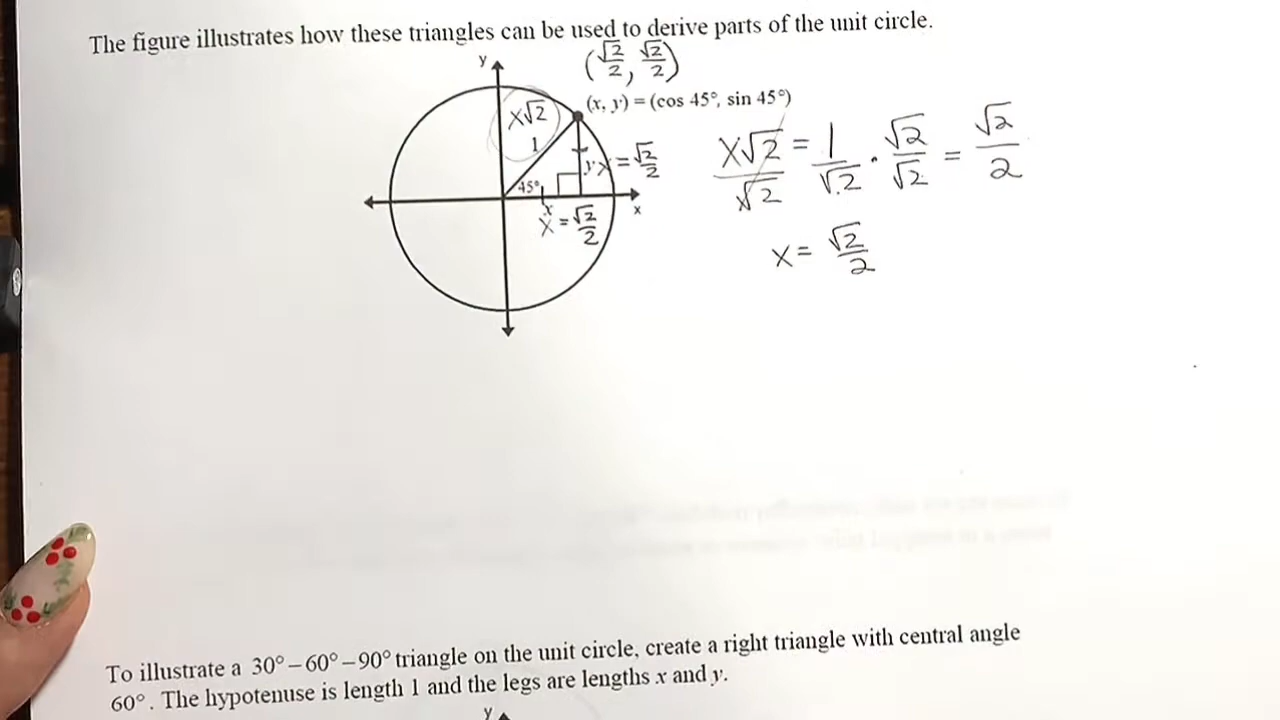 The figure illustrates how these triangles can be used to derive parts of the unit circle.
y
(√2/2, √2/2)
(x, y) = (cos 45°, sin 45°)
x√2
1
y x = √2/2
45°
x
x
x = √2/2
x√2/√2 = 1/√2 · √2/√2 = √2/2
x = √2/2
To illustrate a 30° – 60° – 90° triangle on the unit circle, create a right triangle with central angle
60°. The hypotenuse is length 1 and the legs are lengths x and y.
y